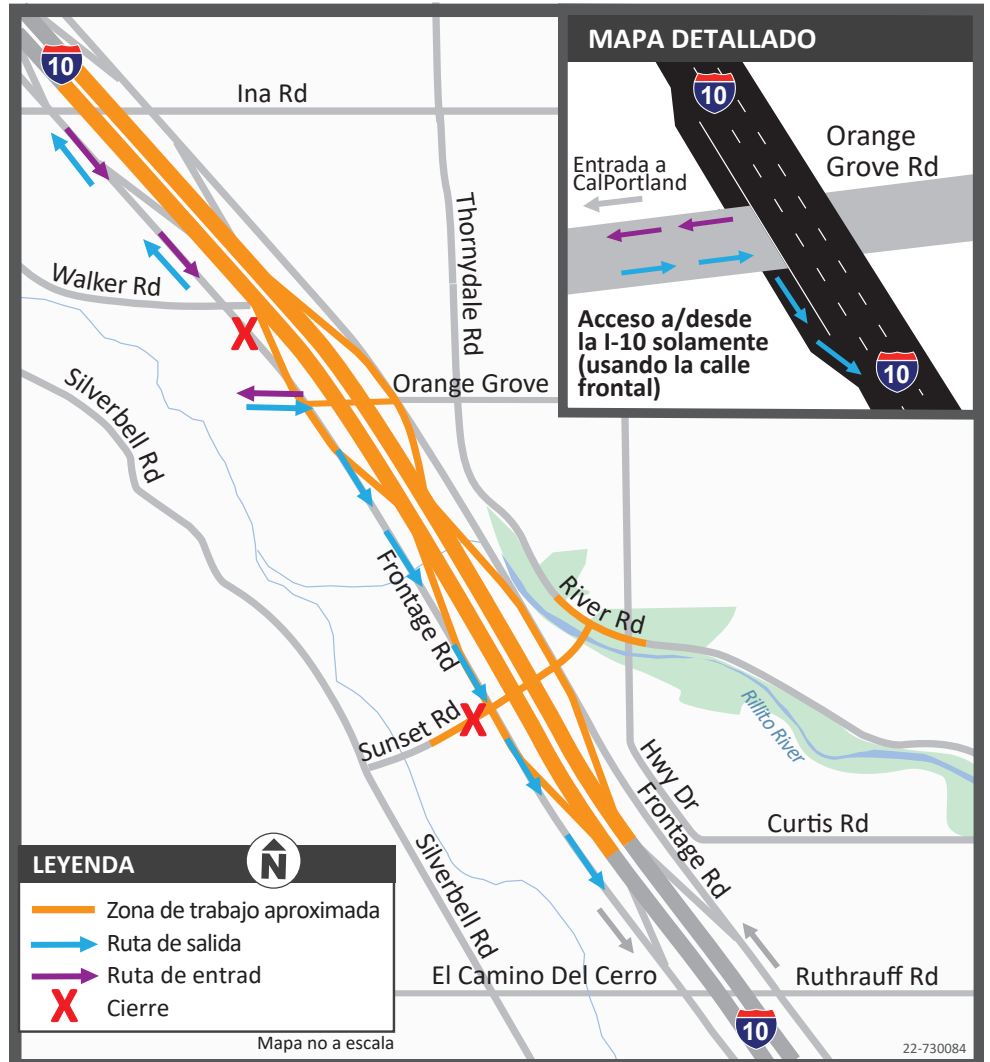 10
Ina Rd
Thornydale Rd
Walker Rd
Silverbell Rd
Orange Grove
Frontage Rd
River Rd
Sunset Rd
Rillito River
Hwy Dr
Frontage Rd
Curtis Rd
Silverbell Rd
El Camino Del Cerro
Ruthrauff Rd
10
MAPA DETALLADO
10
Orange
Grove Rd
Entrada a
CalPortland
Acceso a/desde
la I-10 solamente
(usando la calle
frontal)
10
LEYENDA
N
Zona de trabajo aproximada
Ruta de salida
Ruta de entrad
X Cierre
Mapa no a escala
22-730084